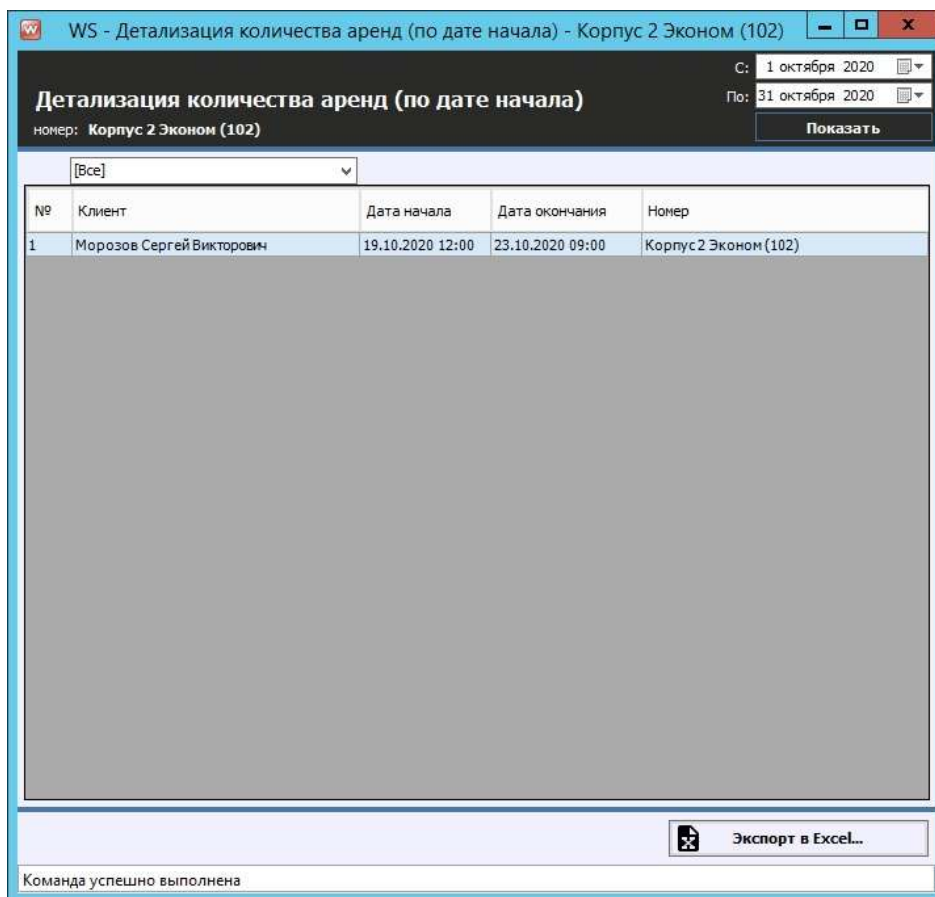 WS - Детализация количества аренд (по дате начала) - Корпус 2 Эконом (102)
С: 1 октября 2020
Детализация количества аренд (по дате начала)
По: 31 октября 2020
номер: Корпус 2 Эконом (102)
Показать
[Все]
№ Клиент Дата начала Дата окончания Номер
1 Морозов Сергей Викторович 19.10.2020 12:00 23.10.2020 09:00 Корпус 2 Эконом (102)
Экспорт в Excel...
Команда успешно выполнена